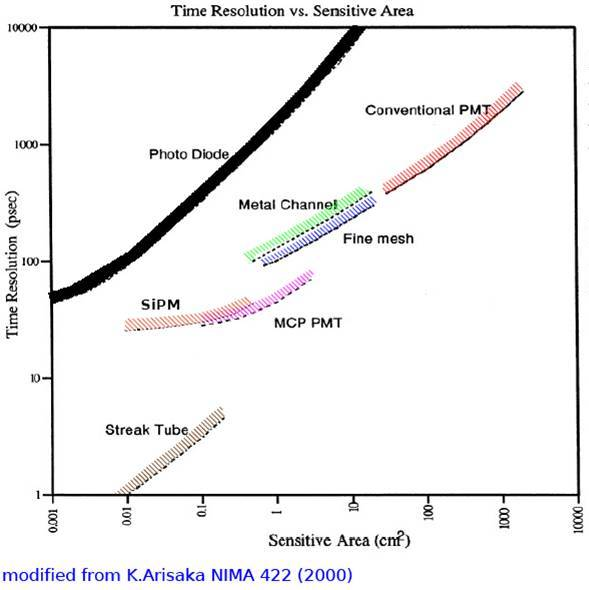 Time Resolution vs. Sensitive Area
10000
1000
100
10
1
Time Resolution (psec)
Conventional PMT
Photo Diode
Metal Channel
Fine mesh
SiPM
MCP PMT
Streak Tube
0.001
0.01
0.1
1
10
100
1000
10000
Sensitive Area (cm²)
modified from K.Arisaka NIMA 422 (2000)